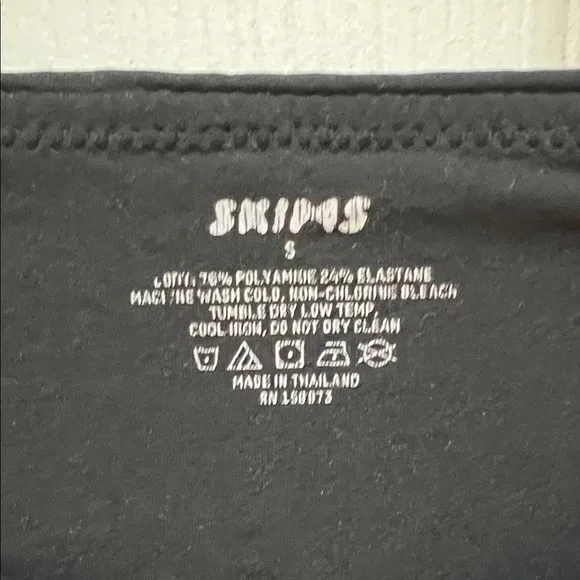 SKIMS
S
76% POLYAMIDE 24% ELASTANE
MACHINE WASH COLD, NON-CHLORINE BLEACH
TUMBLE DRY LOW TEMP,
COOL IRON, DO NOT DRY CLEAN
MADE IN THAILAND
RN